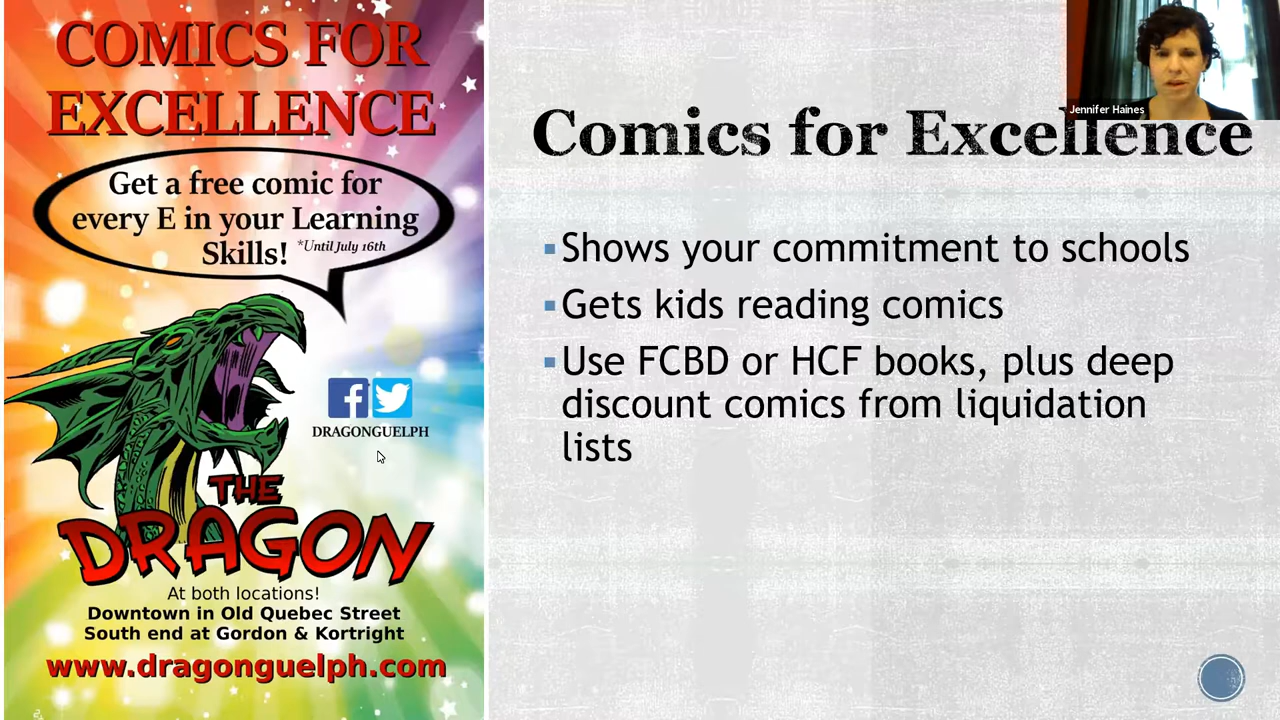 COMICS FOR
EXCELLENCE
Get a free comic for
every E in your Learning
Skills! *Until July 16th
DRAGONGUELPH
THE
DRAGON
At both locations!
Downtown in Old Quebec Street
South end at Gordon & Kortright
www.dragonguelph.com
Jennifer Haines
Comics for Excellence
Shows your commitment to schools
Gets kids reading comics
Use FCBD or HCF books, plus deep
discount comics from liquidation
lists